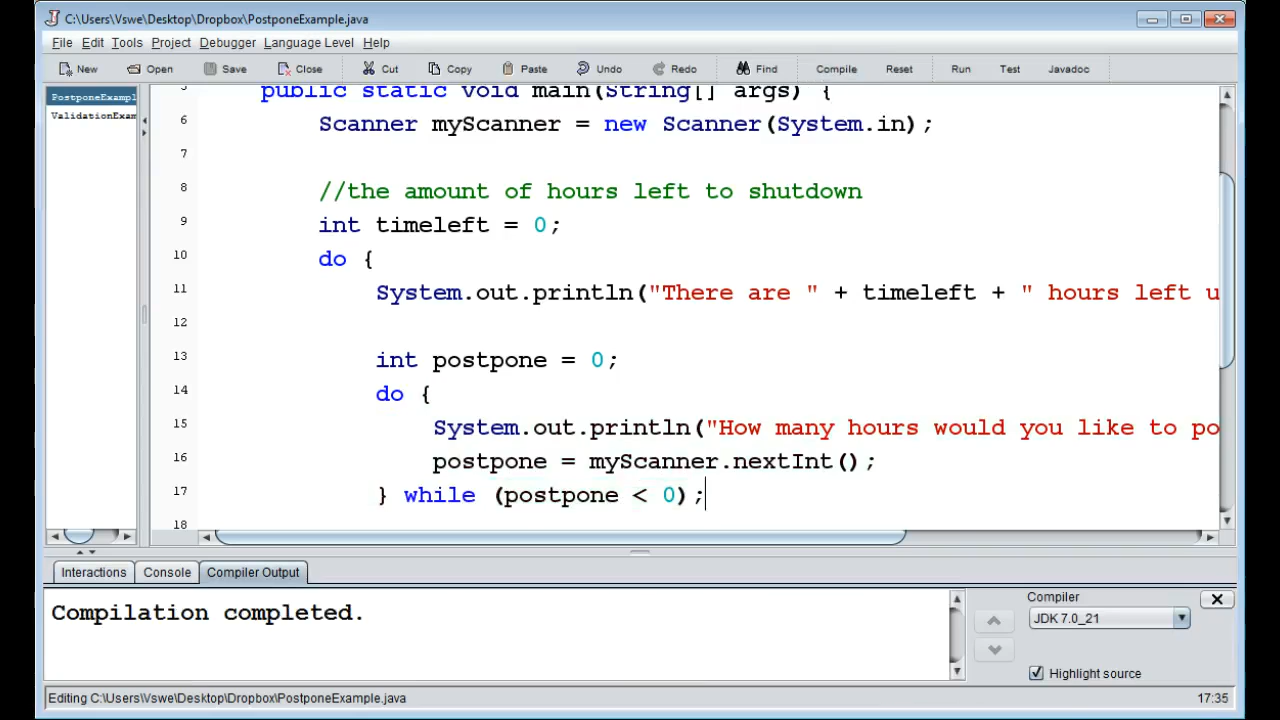 C:\Users\Vswe\Desktop\Dropbox\PostponeExample.java
File Edit Tools Project Debugger Language Level Help
New Open Save Close Cut Copy Paste Undo Redo Find Compile Reset Run Test Javadoc
PostponeExampl
ValidationExam
5 public static void main(String[] args) {
6 Scanner myScanner = new Scanner(System.in);
7
8 //the amount of hours left to shutdown
9 int timeleft = 0;
10 do {
11 System.out.println("There are " + timeleft + " hours left u
12
13 int postpone = 0;
14 do {
15 System.out.println("How many hours would you like to po
16 postpone = myScanner.nextInt();
17 } while (postpone < 0);
18
Interactions Console Compiler Output
Compilation completed.
Compiler
JDK 7.0_21
Highlight source
Editing C:\Users\Vswe\Desktop\Dropbox\PostponeExample.java 17:35